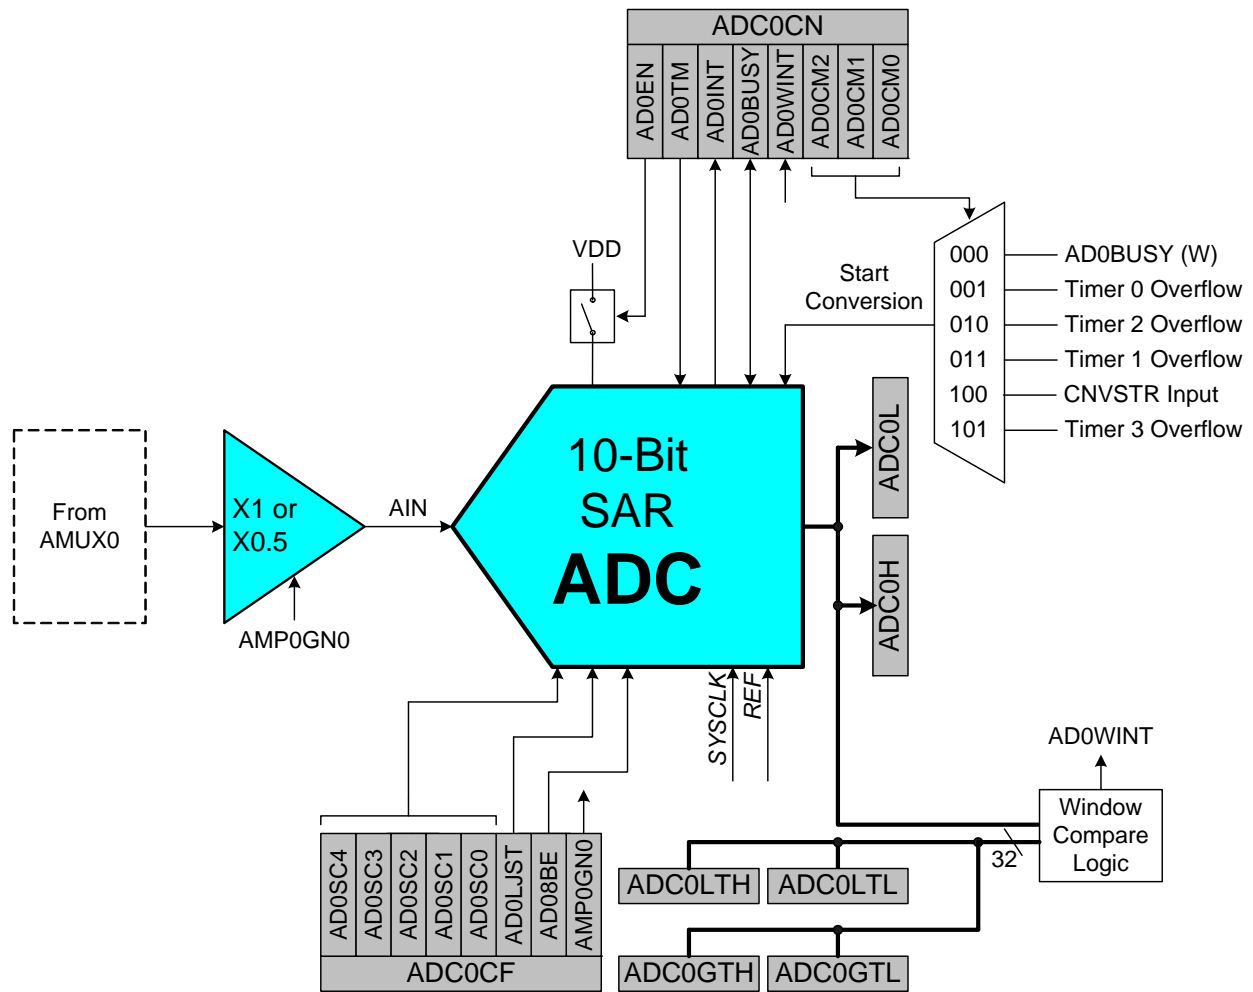 ADC0CN
AD0EN
AD0TM
AD0INT
AD0BUSY
AD0WINT
AD0CM2
AD0CM1
AD0CM0
VDD
Start
Conversion
000
AD0BUSY (W)
001
Timer 0 Overflow
010
Timer 2 Overflow
011
Timer 1 Overflow
100
CNVSTR Input
101
Timer 3 Overflow
From
AMUX0
X1 or
X0.5
AMP0GN0
AIN
10-Bit
SAR
ADC
ADC0L
ADC0H
SYSCLK
REF
AD0WINT
Window
Compare
Logic
32
AD0SC4
AD0SC3
AD0SC2
AD0SC1
AD0SC0
AD0LJST
AD08BE
AMP0GN0
ADC0CF
ADC0LTH
ADC0LTL
ADC0GTH
ADC0GTL